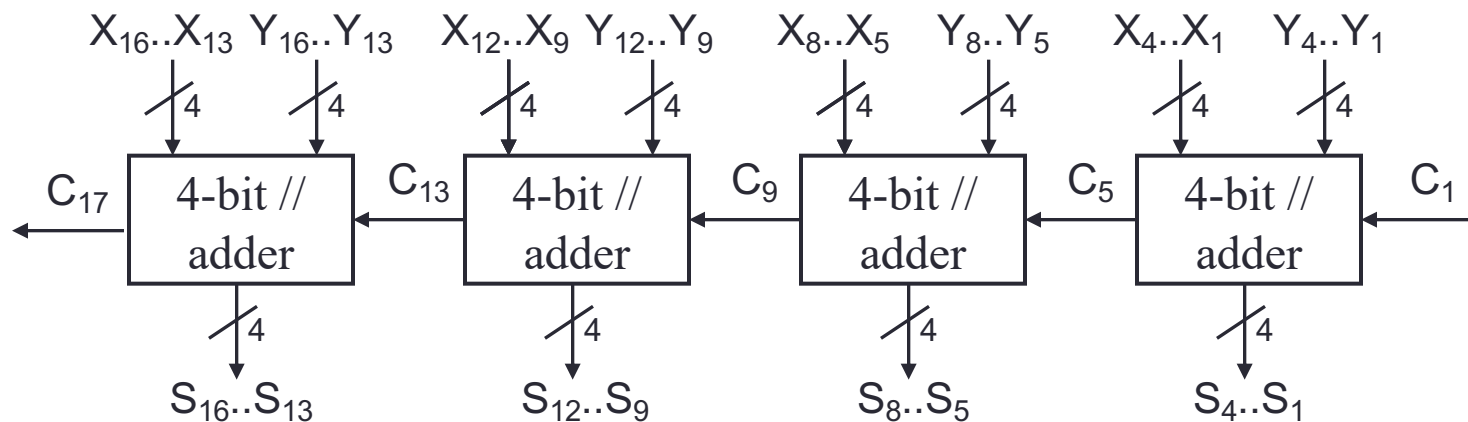 X₁₆..X₁₃ Y₁₆..Y₁₃ X₁₂..X₉ Y₁₂..Y₉ X₈..X₅ Y₈..Y₅ X₄..X₁ Y₄..Y₁
4 4 4 4 4 4 4 4
C₁₇ C₁₃ C₉ C₅ C₁
4-bit // 4-bit // 4-bit // 4-bit //
adder adder adder adder
4 4 4 4
S₁₆..S₁₃ S₁₂..S₉ S₈..S₅ S₄..S₁